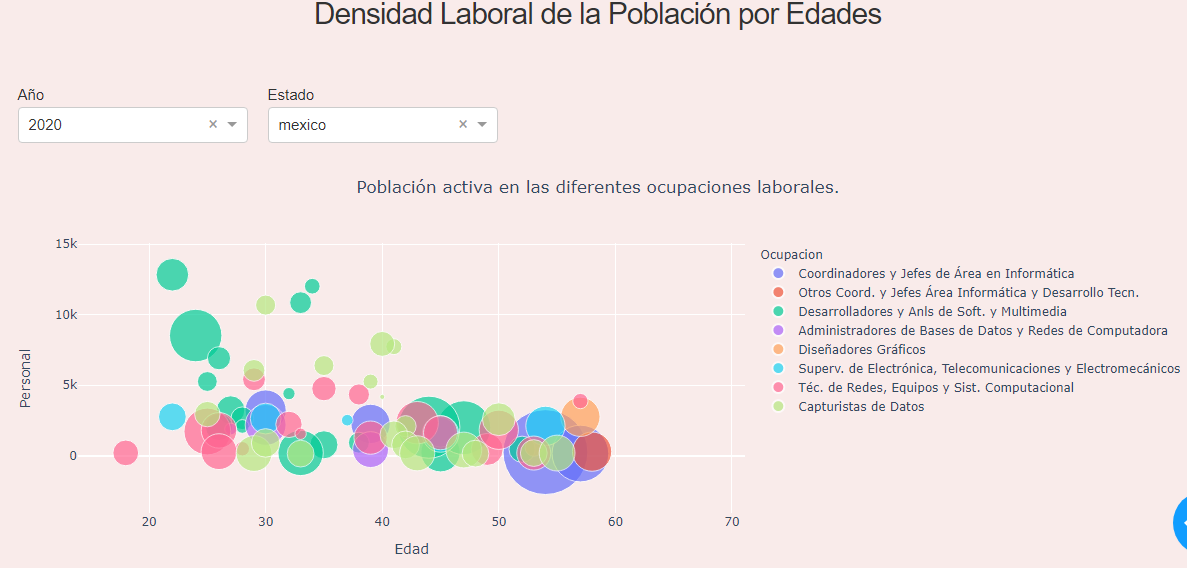 Densidad Laboral de la Población por Edades
Año
Estado
2020 ×
mexico ×
Población activa en las diferentes ocupaciones laborales.
15k
10k
5k
0
Personal
20 30 40 50 60 70
Edad
Ocupacion
Coordinadores y Jefes de Área en Informática
Otros Coord. y Jefes Área Informática y Desarrollo Tecn.
Desarrolladores y Anls de Soft. y Multimedia
Administradores de Bases de Datos y Redes de Computadora
Diseñadores Gráficos
Superv. de Electrónica, Telecomunicaciones y Electromecánicos
Téc. de Redes, Equipos y Sist. Computacional
Capturistas de Datos